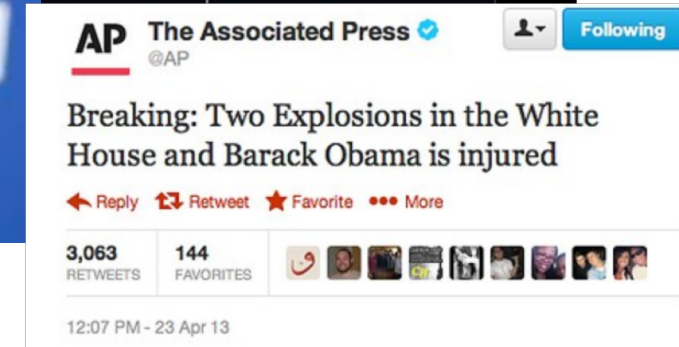 AP The Associated Press
@AP
Following
Breaking: Two Explosions in the White
House and Barack Obama is injured
Reply Retweet Favorite More
3,063 144
RETWEETS FAVORITES
12:07 PM - 23 Apr 13